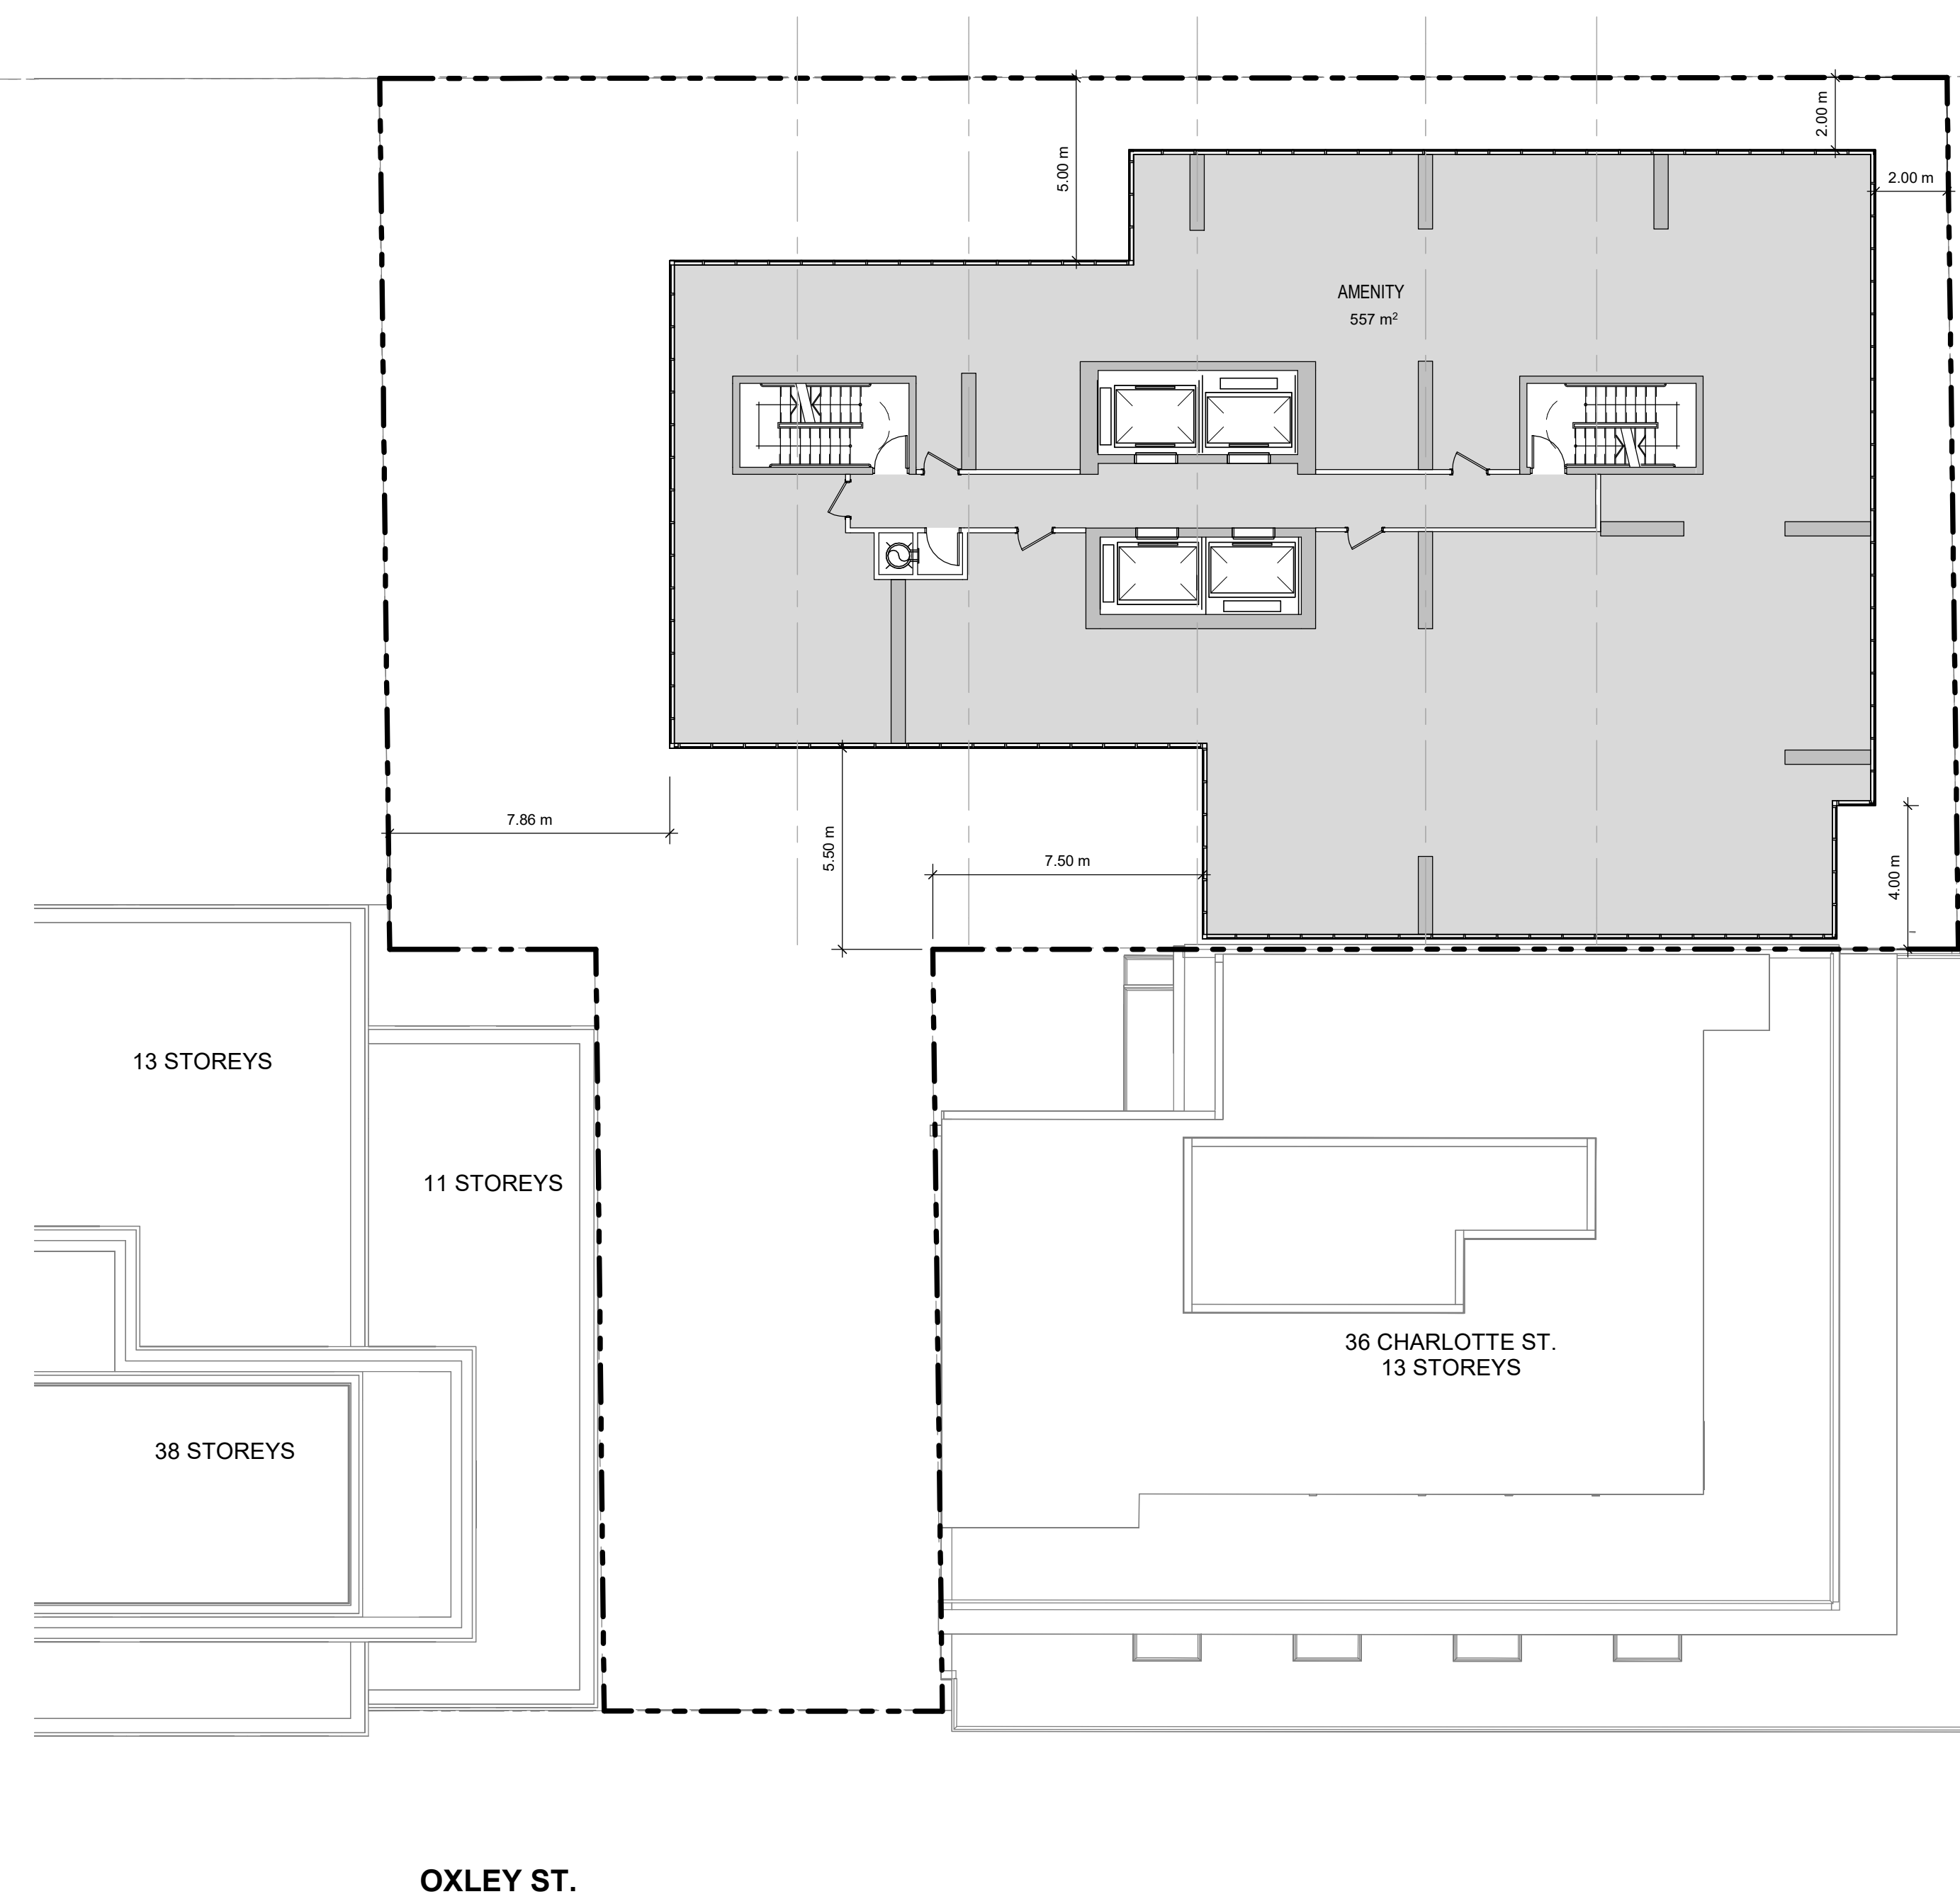 2.00 m
5.00 m
2.00 m
AMENITY
557 m²
7.86 m
5.50 m
7.50 m
4.00 m
13 STOREYS
11 STOREYS
36 CHARLOTTE ST.
13 STOREYS
38 STOREYS
OXLEY ST.